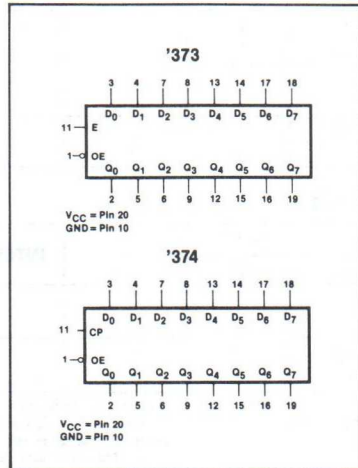 '373
3 4 7 8 13 14 17 18
D0 D1 D2 D3 D4 D5 D6 D7
11 E
1 OE
Q0 Q1 Q2 Q3 Q4 Q5 Q6 Q7
2 5 6 9 12 15 16 19
VCC = Pin 20
GND = Pin 10
'374
3 4 7 8 13 14 17 18
D0 D1 D2 D3 D4 D5 D6 D7
11 CP
1 OE
Q0 Q1 Q2 Q3 Q4 Q5 Q6 Q7
2 5 6 9 12 15 16 19
VCC = Pin 20
GND = Pin 10